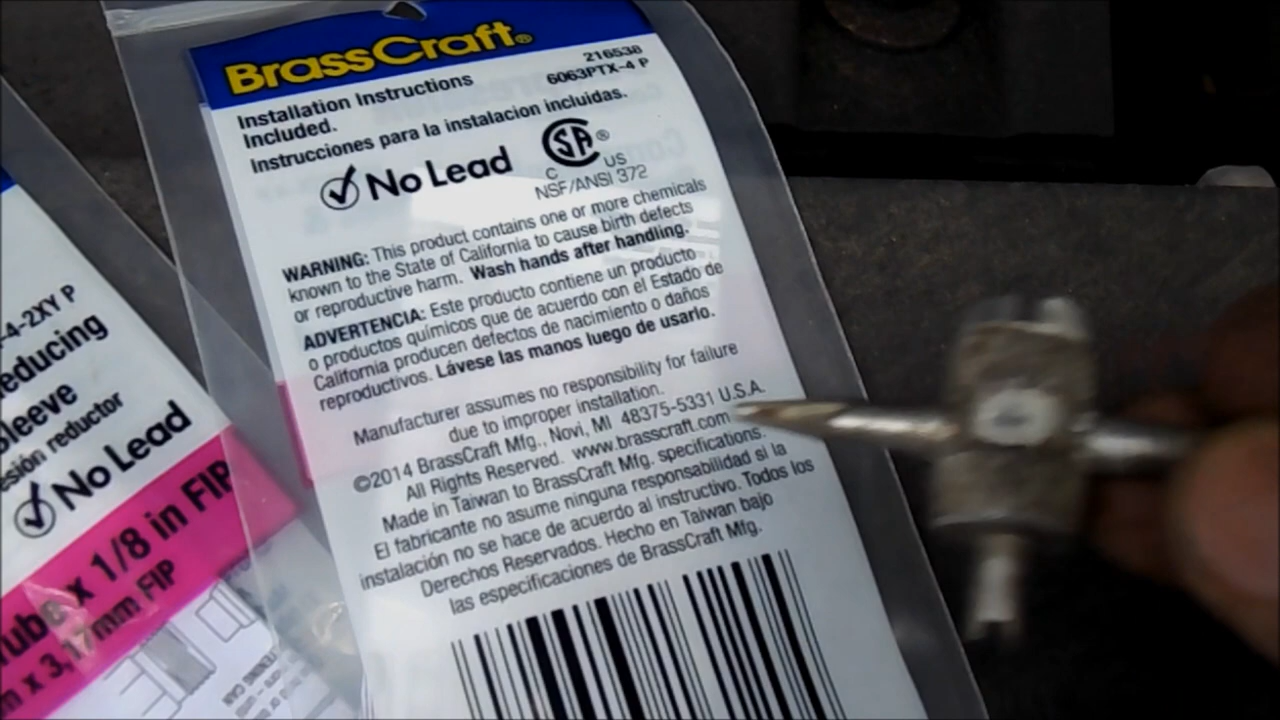 BrassCraft®
216538
6063PTX-4 P
Installation Instructions
Included.
Instrucciones para la instalacion incluidas.
No Lead
SA ®
C US
NSF/ANSI 372
WARNING: This product contains one or more chemicals
known to the State of California to cause birth defects
or reproductive harm. Wash hands after handling.
ADVERTENCIA: Este producto contiene un producto
o productos químicos que de acuerdo con el Estado de
California producen defectos de nacimiento o daños
reproductivos. Lávese las manos luego de usarlo.
Manufacturer assumes no responsibility for failure
due to improper installation.
©2014 BrassCraft Mfg., Novi, MI 48375-5331 U.S.A.
All Rights Reserved. www.brasscraft.com
Made in Taiwan to BrassCraft Mfg. specifications.
El fabricante no asume ninguna responsabilidad si la
instalación no se hace de acuerdo al instructivo. Todos los
Derechos Reservados. Hecho en Taiwan bajo
las especificaciones de BrassCraft Mfg.
-4-2XY P
educing
Sleeve
esión reductor
No Lead
Tube x 1/8 in FIP
m x 3,17mm FIP